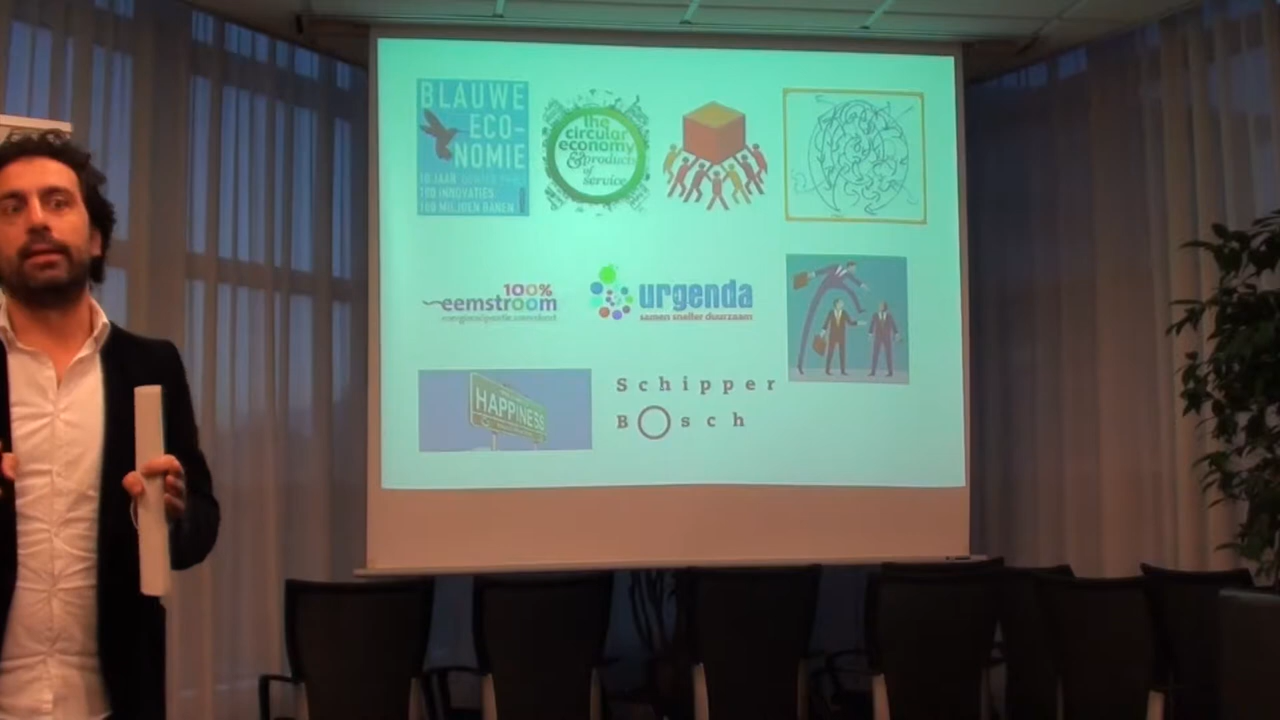 BLAUWE
ECO-
NOMIE
10 JAAR
100 INNOVATIES
100 MILJOEN BANEN
the
circular
economy
& products
of
service
100%
eemstroom
urgenda
samen sneller duurzaam
HAPPINESS
Schipper
Bosch